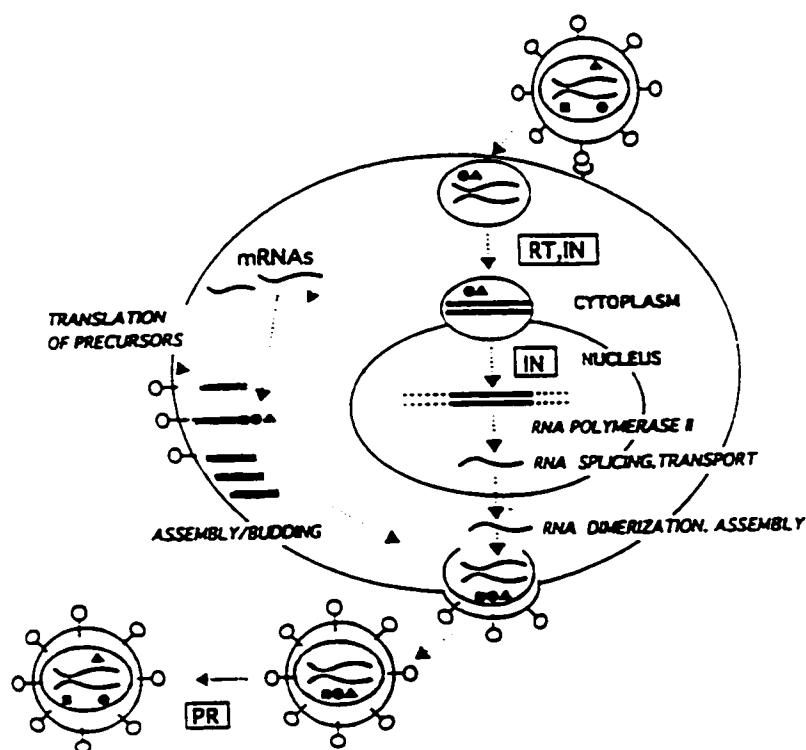 RT,IN
mRNAs
CYTOPLASM
TRANSLATION
OF PRECURSORS
IN
NUCLEUS
RNA POLYMERASE II
RNA SPLICING, TRANSPORT
RNA DIMERIZATION, ASSEMBLY
ASSEMBLY/BUDDING
PR